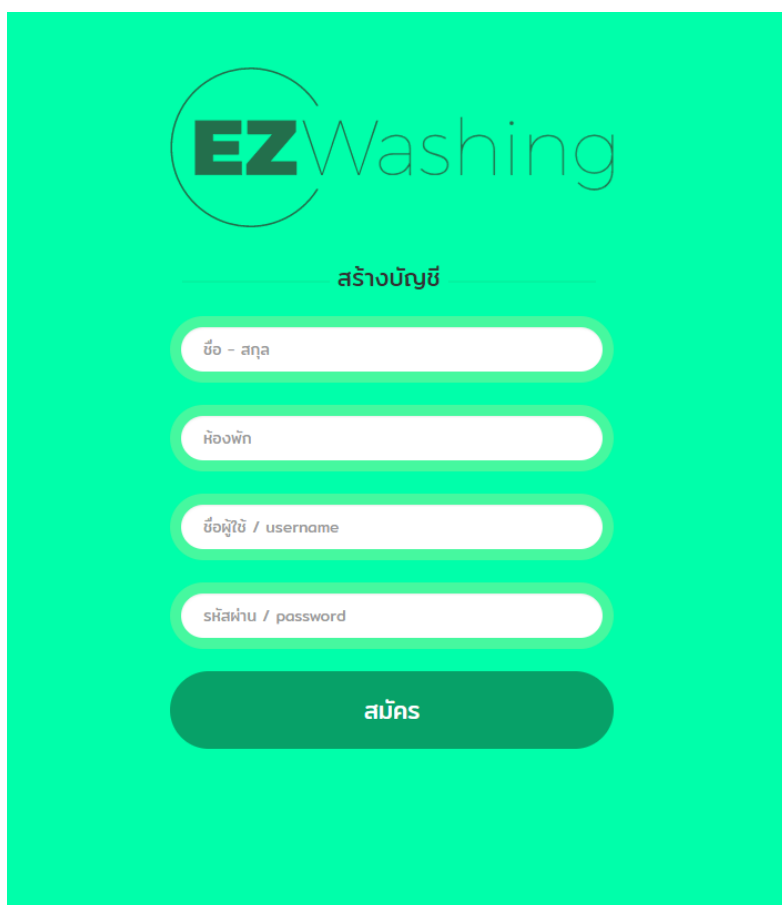 EZWashing
สร้างบัญชี
ชื่อ - สกุล
ห้องพัก
ชื่อผู้ใช้ / username
รหัสผ่าน / password
สมัคร